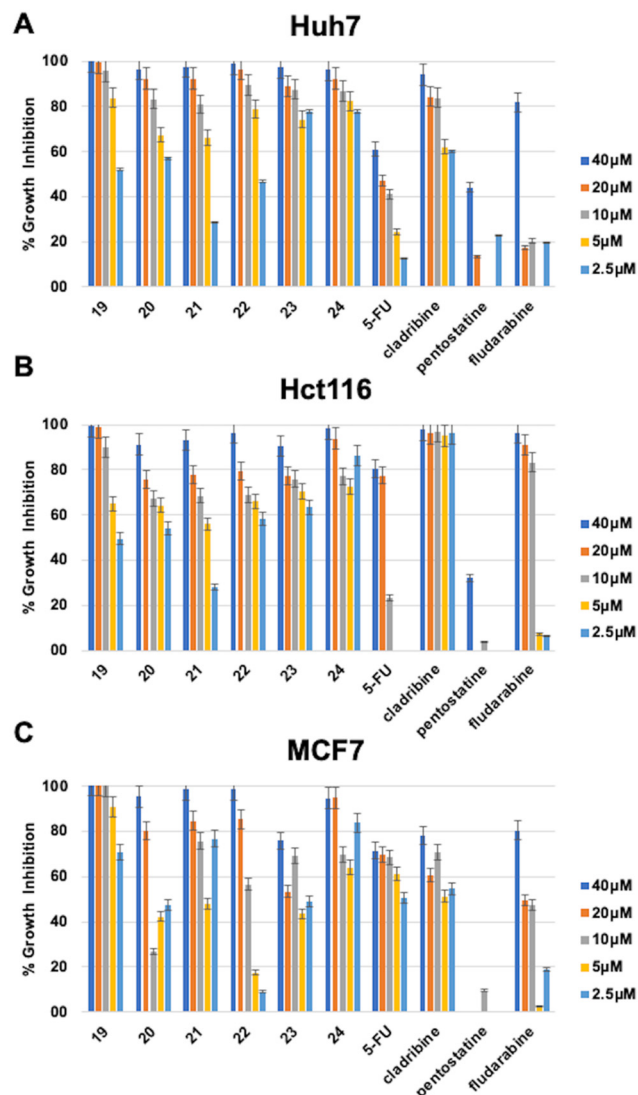 A
Huh7
% Growth Inhibition
100
80
60
40
20
00
19
20
21
22
23
24
5-FU
cladribine
pentostatine
fludarabine
40μM
20μM
10μM
5μM
2.5μM
B
Hct116
% Growth Inhibition
100
80
60
40
20
00
19
20
21
22
23
24
5-FU
cladribine
pentostatine
fludarabine
40μM
20μM
10μM
5μM
2.5μM
C
MCF7
% Growth Inhibition
100
80
60
40
20
00
19
20
21
22
23
24
5-FU
cladribine
pentostatine
fludarabine
40μM
20μM
10μM
5μM
2.5μM